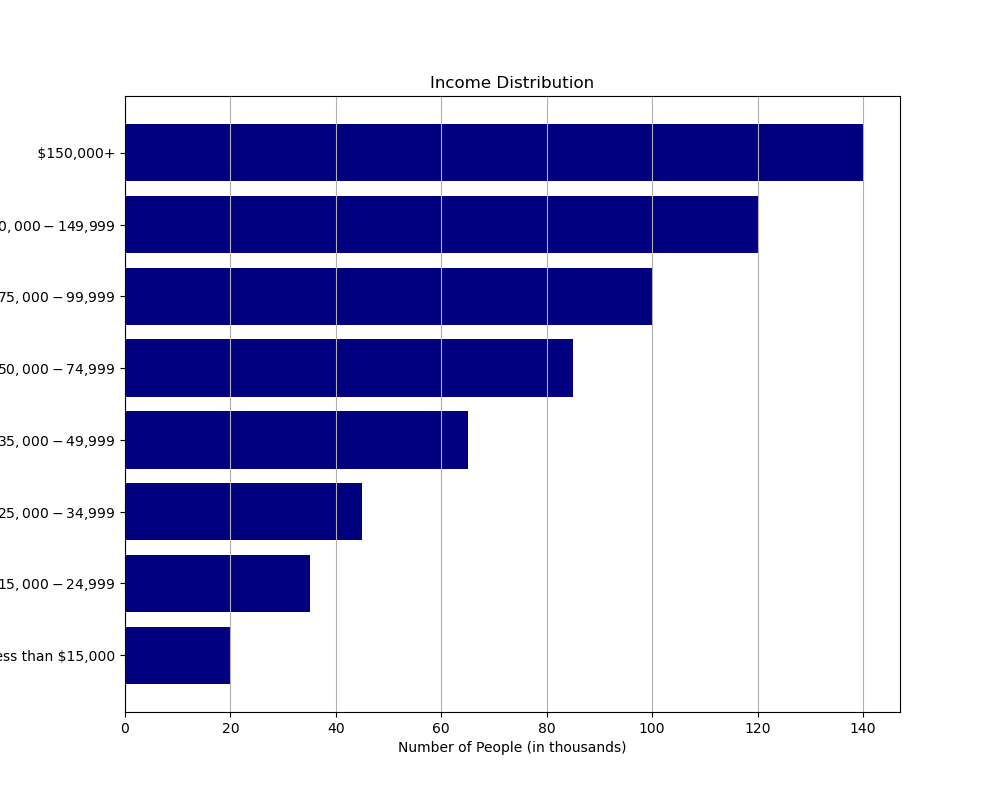 Income Distribution
$150,000+
0,000 - 149,999
75,000 - 99,999
50,000 - 74,999
35,000 - 49,999
25,000 - 34,999
15,000 - 24,999
ess than $15,000
0 20 40 60 80 100 120 140
Number of People (in thousands)